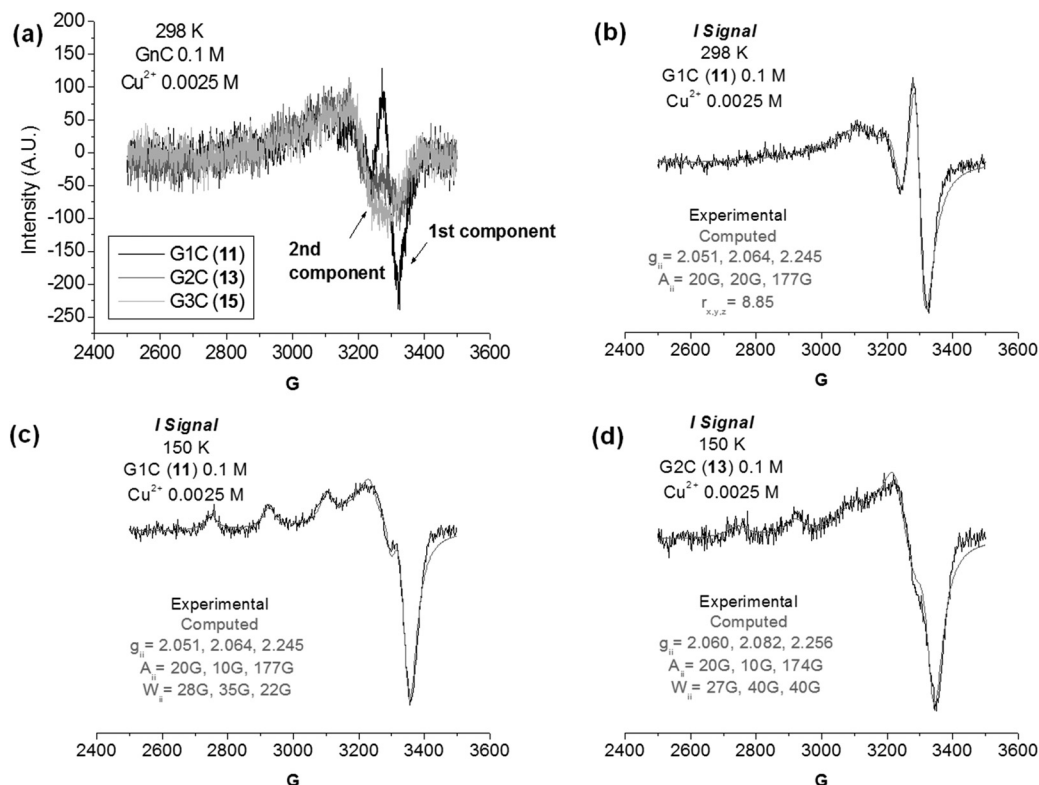 (a)
298 K
GnC 0.1 M
Cu²⁺ 0.0025 M
200
150
100
50
0
-50
-100
-150
-200
-250
Intensity (A.U.)
2nd
component
1st component
G1C (11)
G2C (13)
G3C (15)
2400 2600 2800 3000 3200 3400 3600
G
(b)
I Signal
298 K
G1C (11) 0.1 M
Cu²⁺ 0.0025 M
Experimental
Computed
gᵢᵢ = 2.051, 2.064, 2.245
Aᵢᵢ = 20G, 20G, 177G
rₓ,y,z = 8.85
2400 2600 2800 3000 3200 3400 3600
G
(c)
I Signal
150 K
G1C (11) 0.1 M
Cu²⁺ 0.0025 M
Experimental
Computed
gᵢᵢ = 2.051, 2.064, 2.245
Aᵢᵢ = 20G, 10G, 177G
Wᵢᵢ = 28G, 35G, 22G
2400 2600 2800 3000 3200 3400 3600
G
(d)
I Signal
150 K
G2C (13) 0.1 M
Cu²⁺ 0.0025 M
Experimental
Computed
gᵢᵢ = 2.060, 2.082, 2.256
Aᵢᵢ = 20G, 10G, 174G
Wᵢᵢ = 27G, 40G, 40G
2400 2600 2800 3000 3200 3400 3600
G